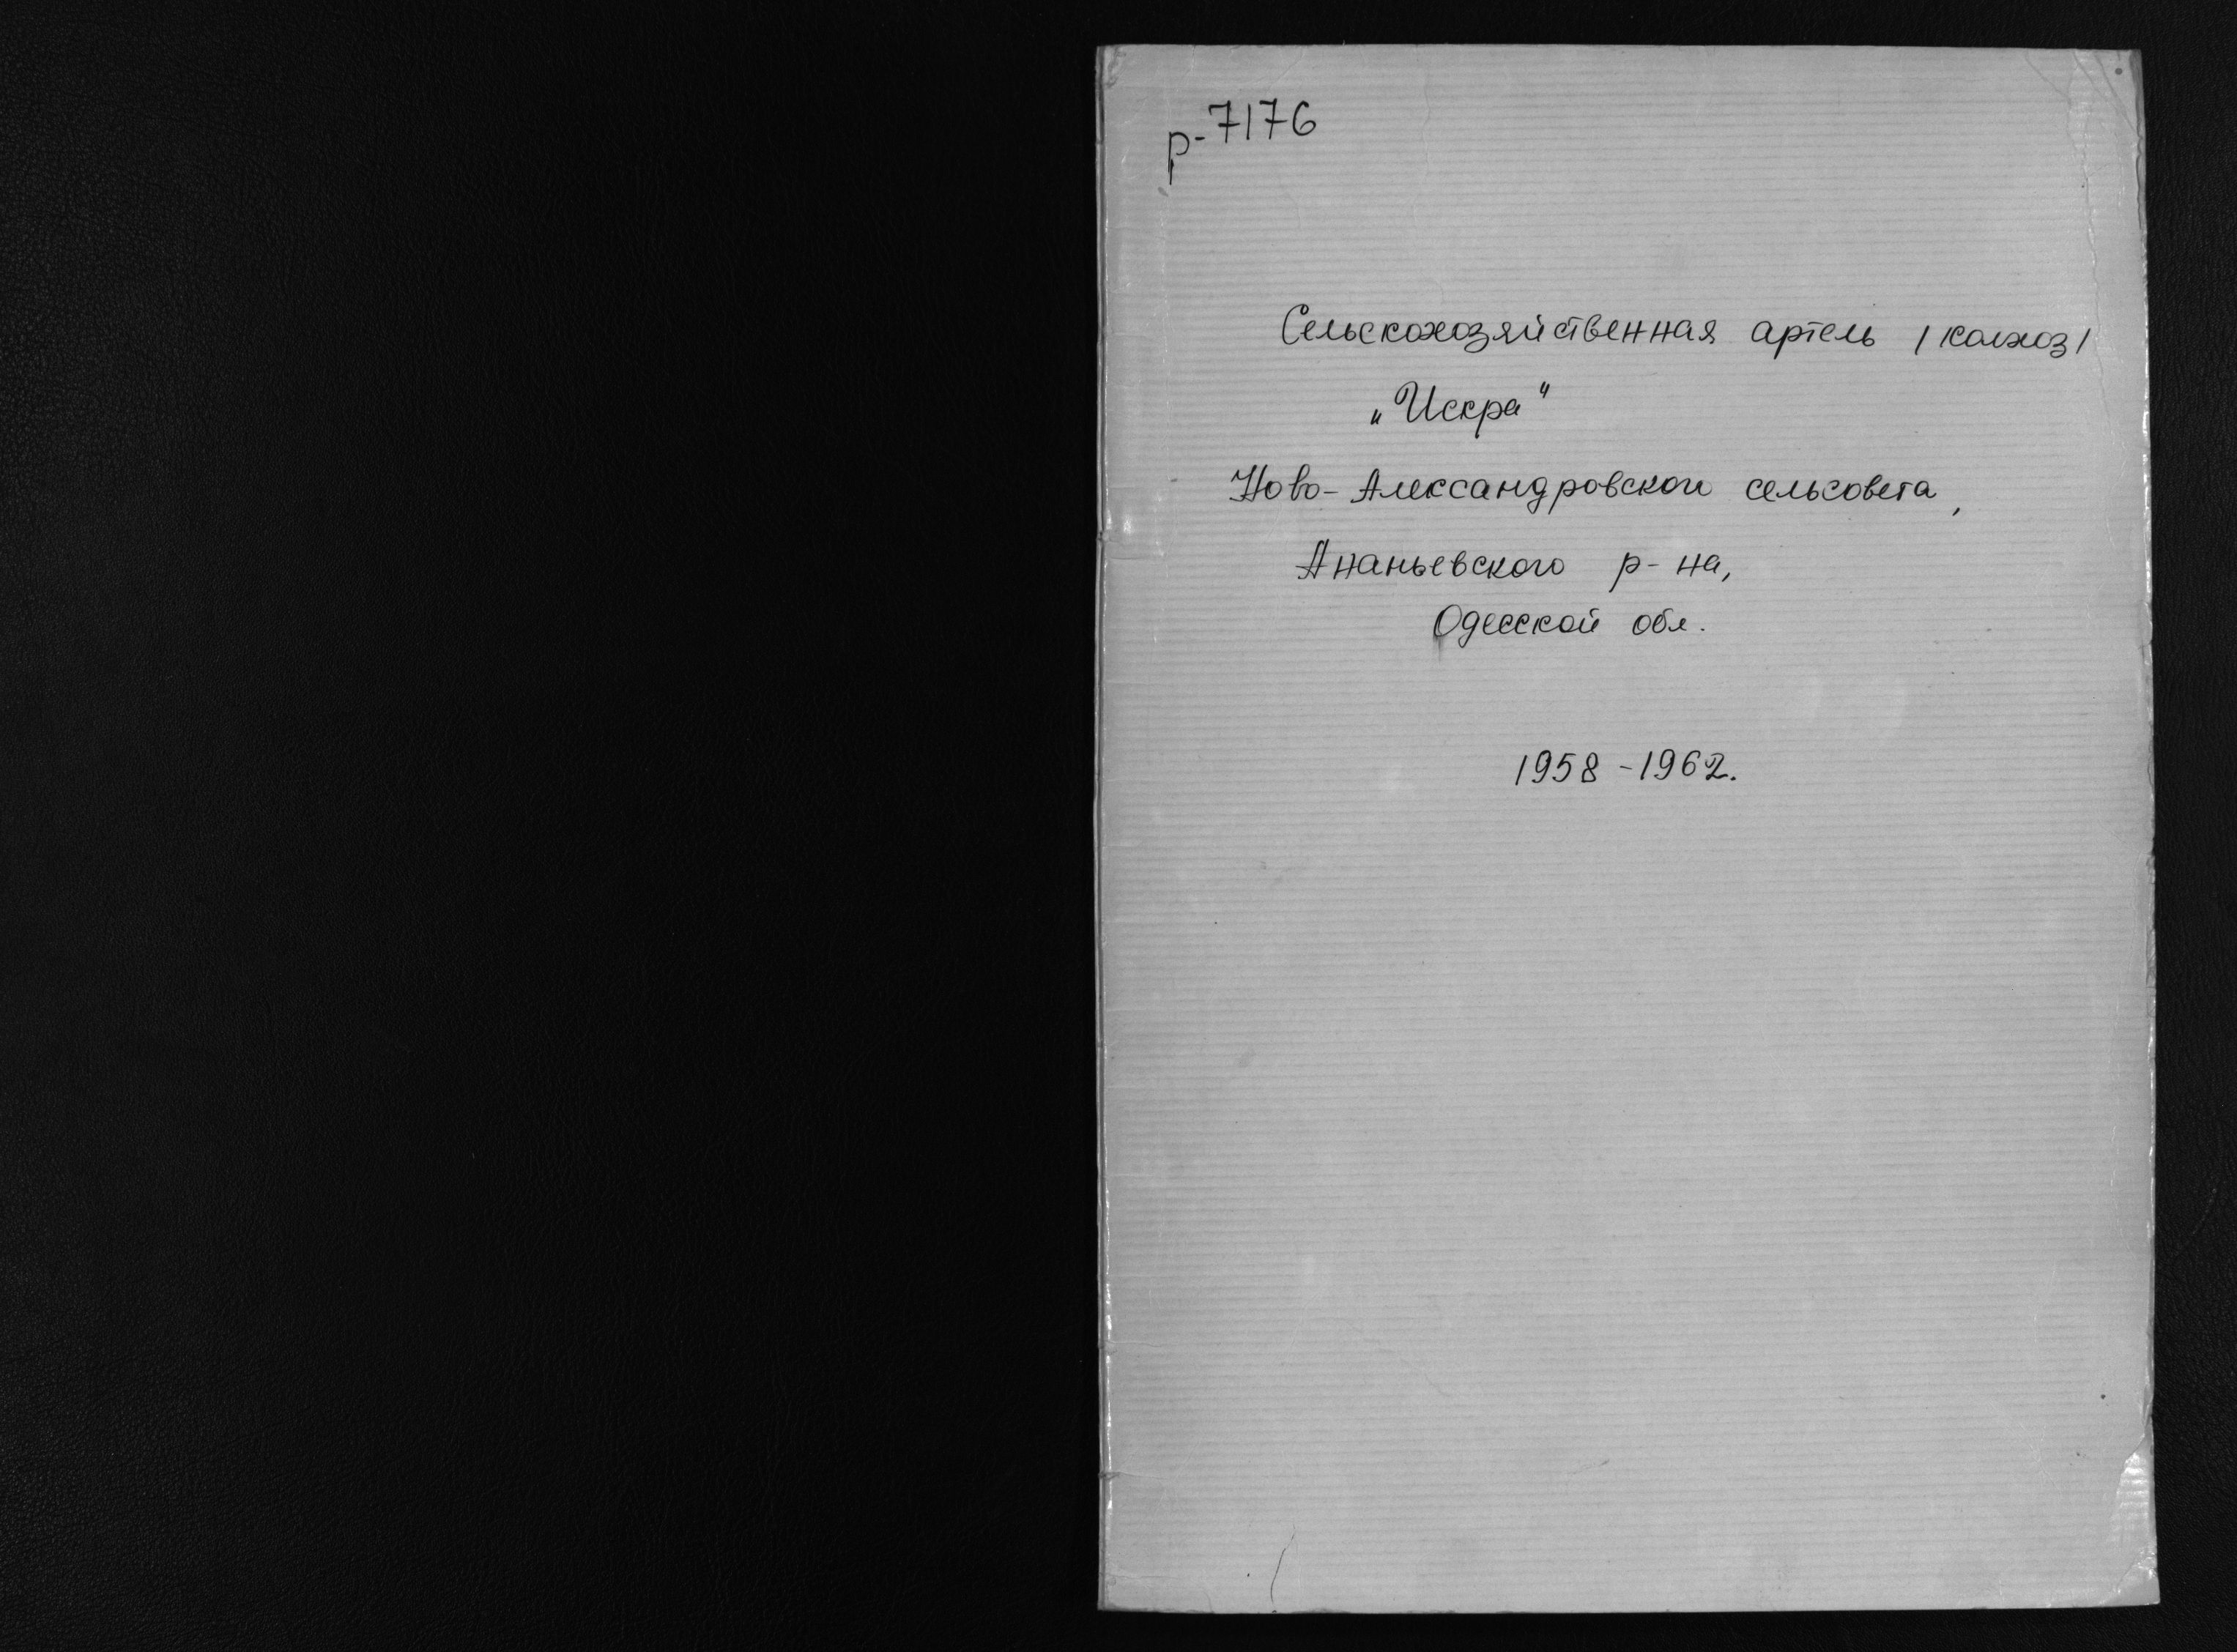 р-7176
Сельскохозяйственная артель /колхоз/
„Искра"
Ново-Александровского сельсовета,
Ананьевского р-на,
Одесской обл.
1958-1962.